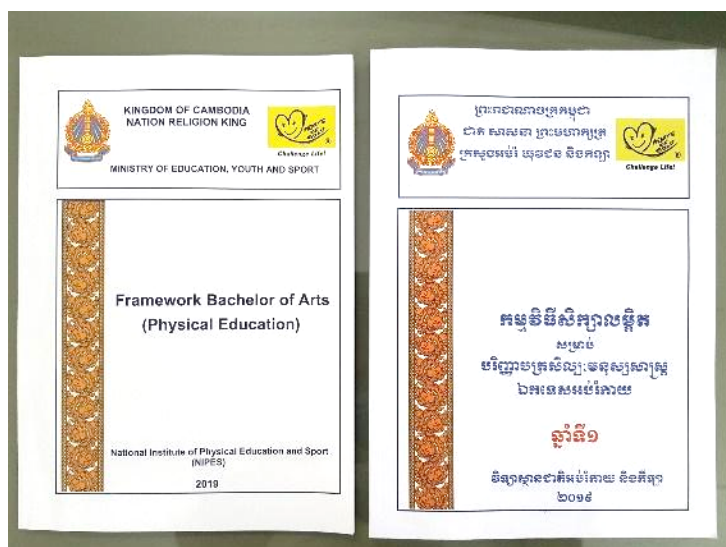 KINGDOM OF CAMBODIA
NATION RELIGION KING
MINISTRY OF EDUCATION, YOUTH AND SPORT
Challenge Life!
Framework Bachelor of Arts
(Physical Education)
National Institute of Physical Education and Sport
(NIPES)
2019
ព្រះរាជាណាចក្រកម្ពុជា
ជាតិ សាសនា ព្រះមហាក្សត្រ
ក្រសួងអប់រំ យុវជន និងកីឡា
Challenge Life!
កម្មវិធីសិក្សាលម្អិត
សម្រាប់
បរិញ្ញាបត្រសិល្បៈមនុស្សសាស្ត្រ
ឯកទេសអប់រំកាយ
ឆ្នាំទី១
វិទ្យាស្ថានជាតិអប់រំកាយ និងកីឡា
២០១៩